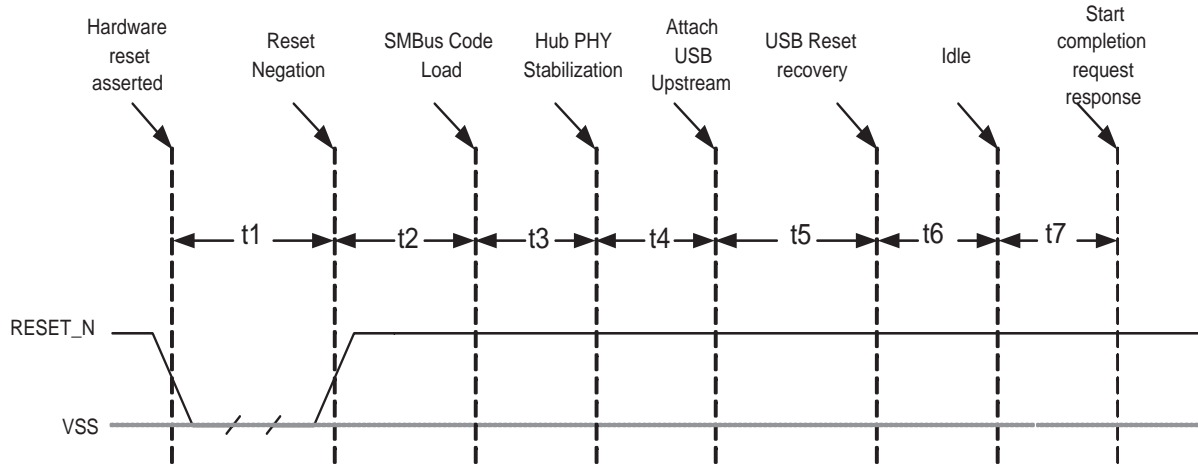 Hardware
reset
asserted
Reset
Negation
SMBus Code
Load
Hub PHY
Stabilization
Attach
USB
Upstream
USB Reset
recovery
Idle
Start
completion
request
response
t1
t2
t3
t4
t5
t6
t7
RESET_N
VSS